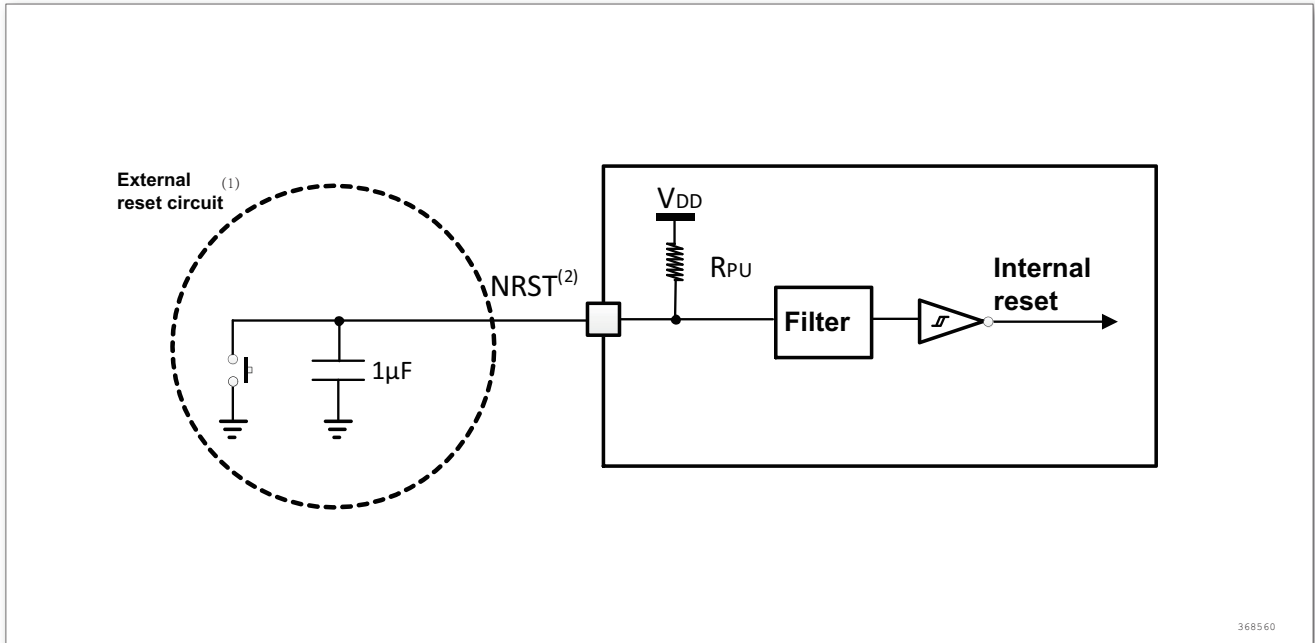 External (1)
reset circuit
NRST(2)
1µF
VDD
RPU
Filter
Internal
reset
368560